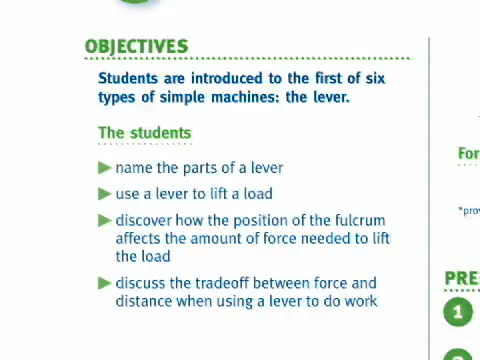 OBJECTIVES
Students are introduced to the first of six
types of simple machines: the lever.
The students
name the parts of a lever
use a lever to lift a load
discover how the position of the fulcrum
affects the amount of force needed to lift
the load
discuss the tradeoff between force and
distance when using a lever to do work
For
*prov
PRE
1